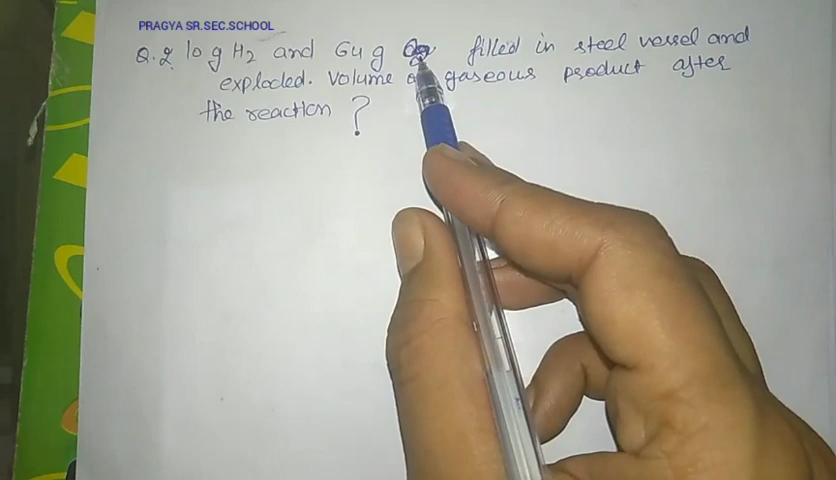 PRAGYA SR.SEC.SCHOOL
Q.2 10 g H2 and 64 g filled in steel vessel and
exploded. Volume gaseous product after
the reaction ?